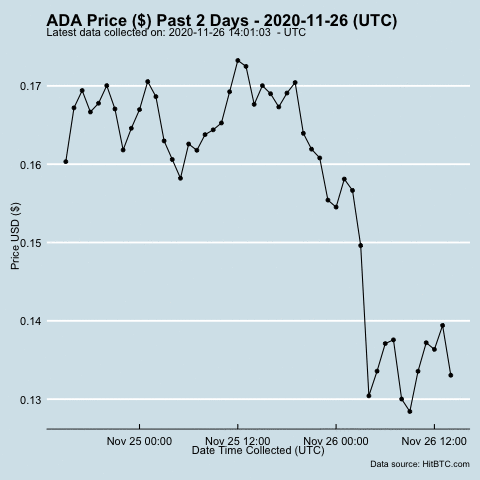 ADA Price ($) Past 2 Days - 2020-11-26 (UTC)
Latest data collected on: 2020-11-26 14:01:03 - UTC
0.17
0.16
0.15
0.14
0.13
Price USD ($)
Nov 25 00:00 Nov 25 12:00 Nov 26 00:00 Nov 26 12:00
Date Time Collected (UTC)
Data source: HitBTC.com